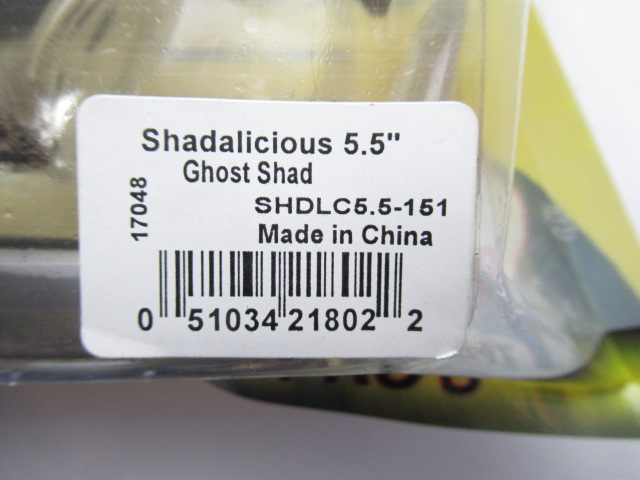 Shadalicious 5.5"
Ghost Shad
17048
SHDLC5.5-151
Made in China
0 51034 21802 2